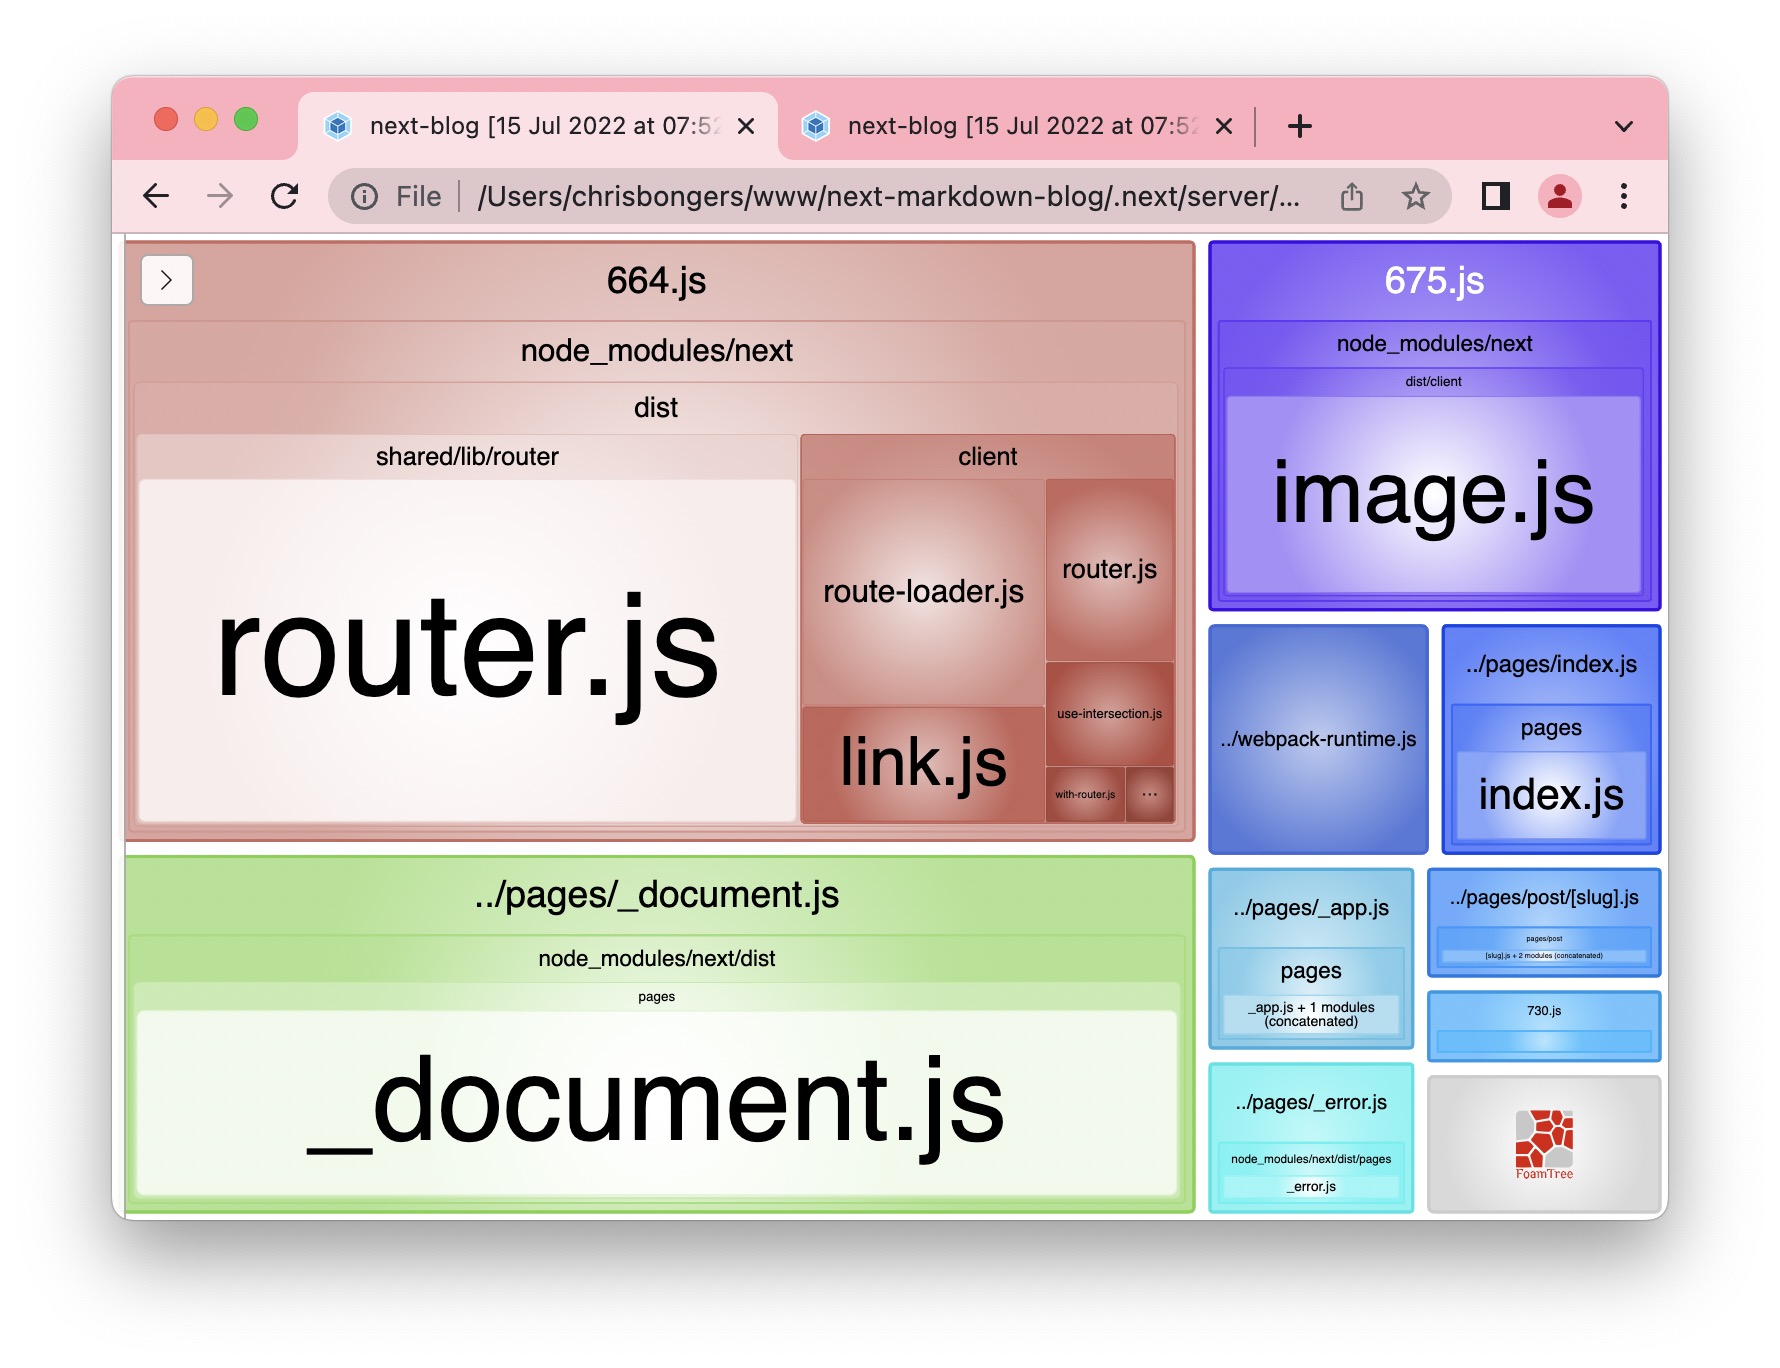 next-blog [15 Jul 2022 at 07:52
next-blog [15 Jul 2022 at 07:52
File
/Users/chrisbongers/www/next-markdown-blog/.next/server/...
664.js
node_modules/next
dist
shared/lib/router
router.js
client
route-loader.js
router.js
use-intersection.js
link.js
with-router.js
...
675.js
node_modules/next
dist/client
image.js
../webpack-runtime.js
../pages/index.js
pages
index.js
../pages/_document.js
node_modules/next/dist
pages
_document.js
../pages/_app.js
pages
_app.js + 1 modules
(concatenated)
../pages/post/[slug].js
pages/post
[slug].js + 2 modules (concatenated)
730.js
../pages/_error.js
node_modules/next/dist/pages
_error.js
FoamTree